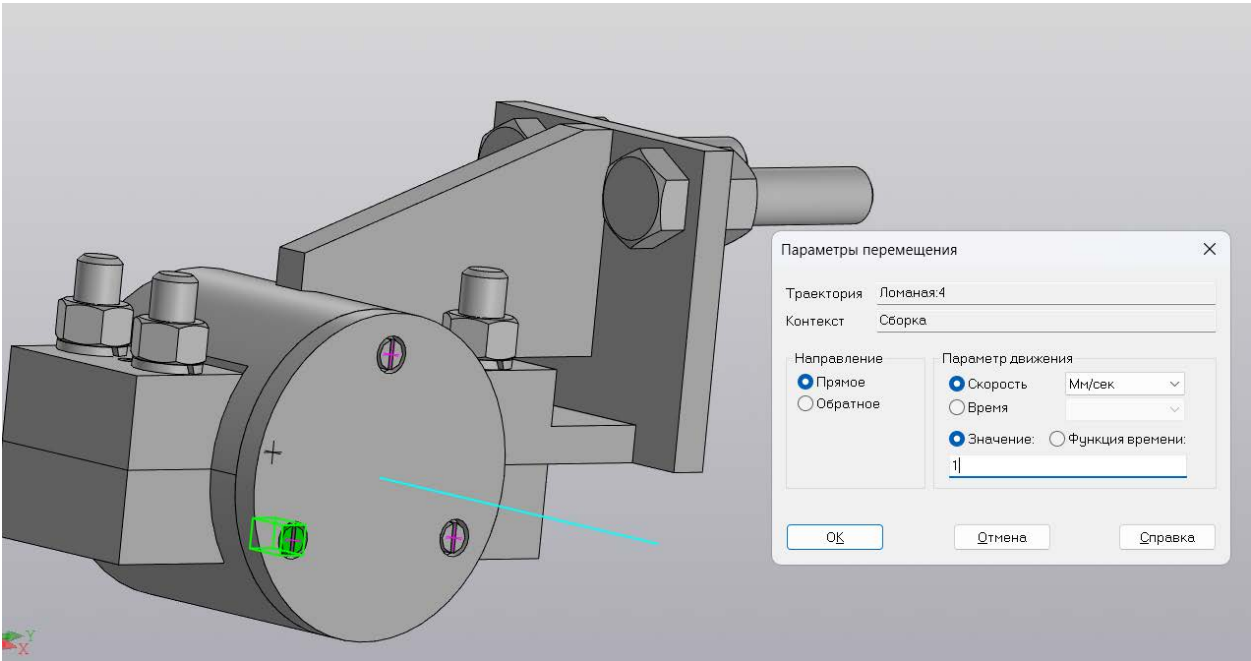 Параметры перемещения
Траектория Ломаная:4
Контекст Сборка
Направление
Прямое
Обратное
Параметр движения
Скорость Мм/сек
Время
Значение: Функция времени:
1
OK Отмена Справка
Y
X